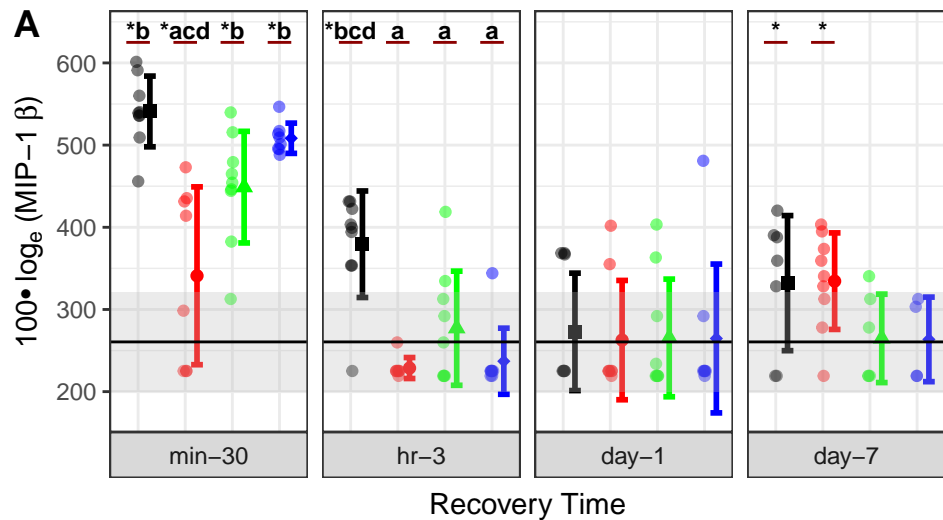 A
*b *acd *b *b *bcd a a a * *
600
500
400
300
200
100• logₑ (MIP−1 β)
min−30 hr−3 day−1 day−7
Recovery Time